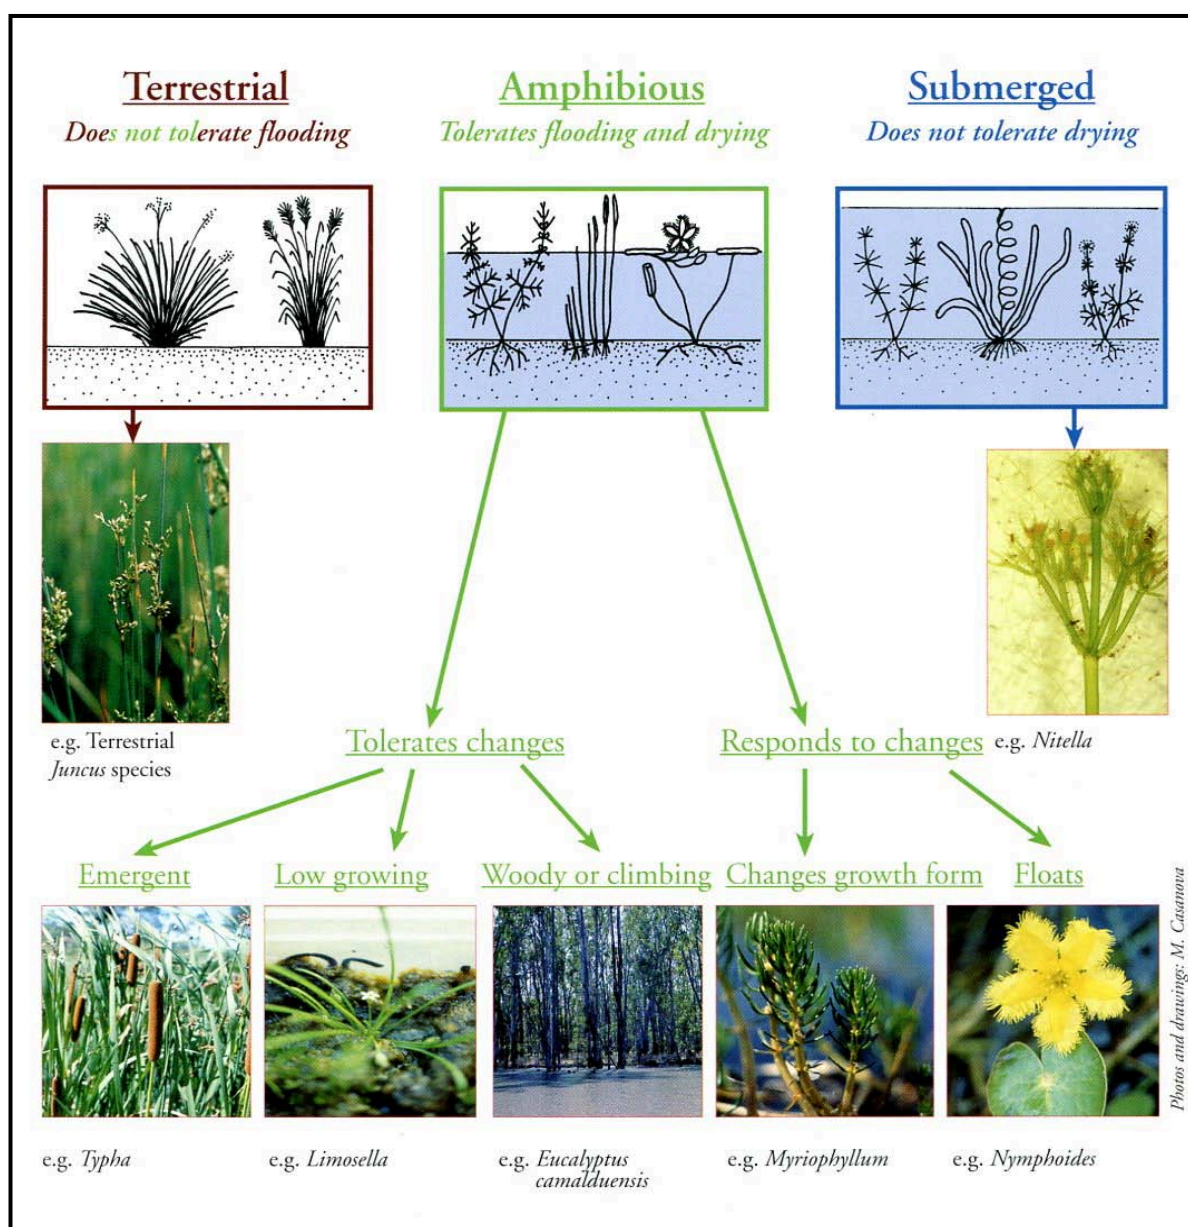 Terrestrial
Does not tolerate flooding
Amphibious
Tolerates flooding and drying
Submerged
Does not tolerate drying
e.g. Terrestrial
Juncus species
Tolerates changes
Responds to changes
e.g. Nitella
Emergent
Low growing
Woody or climbing
Changes growth form
Floats
e.g. Typha
e.g. Limosella
e.g. Eucalyptus
camalduensis
e.g. Myriophyllum
e.g. Nymphoides
Photos and drawings: M. Casanova